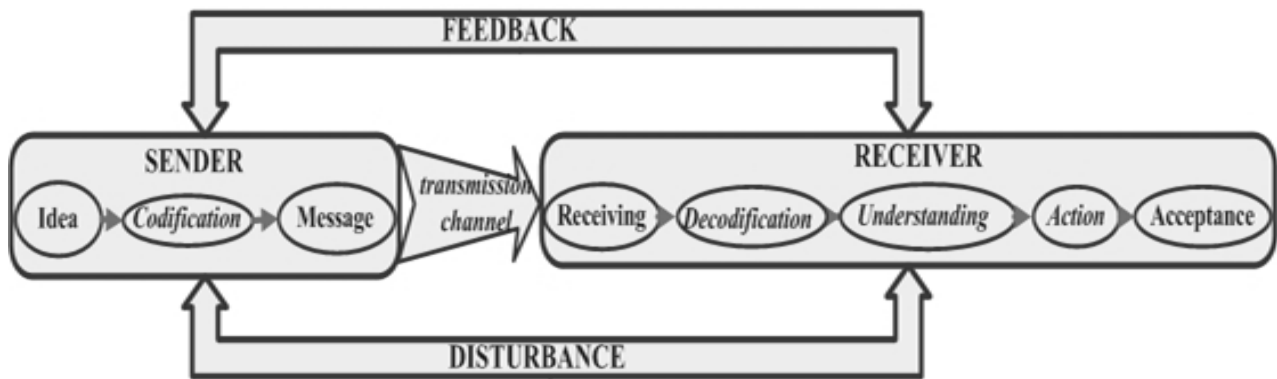 FEEDBACK
SENDER
Idea
Codification
Message
transmission
channel
RECEIVER
Receiving
Decodification
Understanding
Action
Acceptance
DISTURBANCE